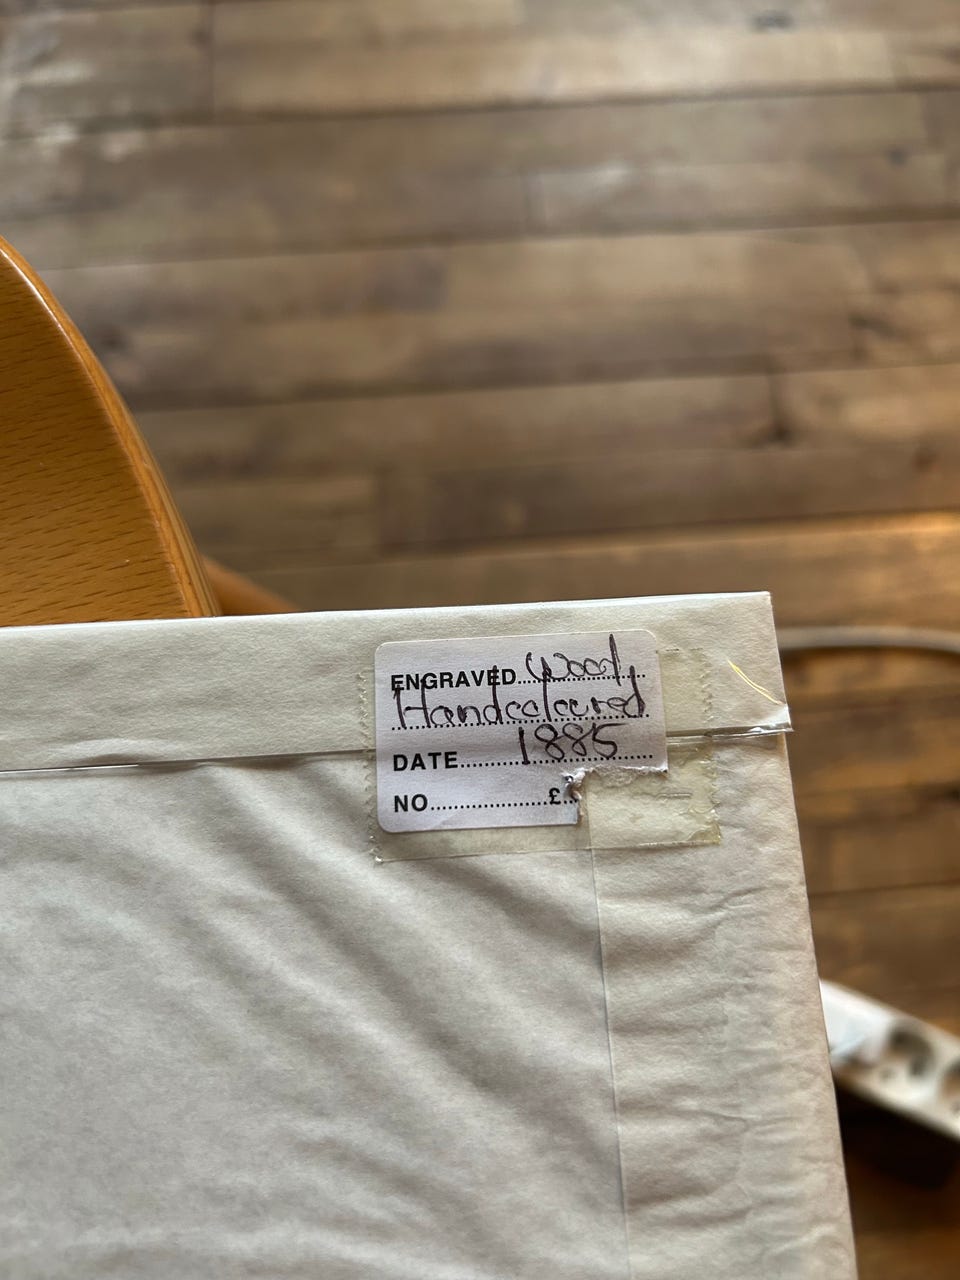 ENGRAVED Wood,
Handcoloured
DATE 1885
NO £